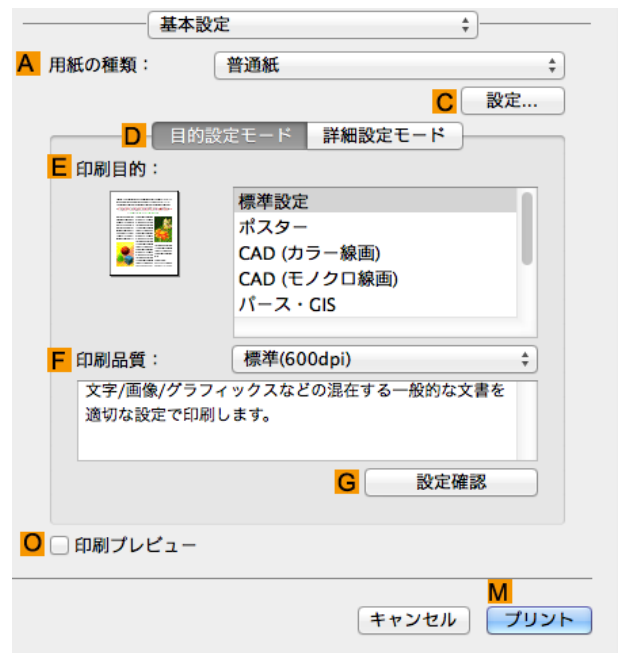 基本設定
A 用紙の種類： 普通紙
C 設定...
D 目的設定モード 詳細設定モード
E 印刷目的：
標準設定
ポスター
CAD (カラー線画)
CAD (モノクロ線画)
パース・GIS
F 印刷品質： 標準(600dpi)
文字/画像/グラフィックスなどの混在する一般的な文書を
適切な設定で印刷します。
G 設定確認
O 印刷プレビュー
M
キャンセル プリント